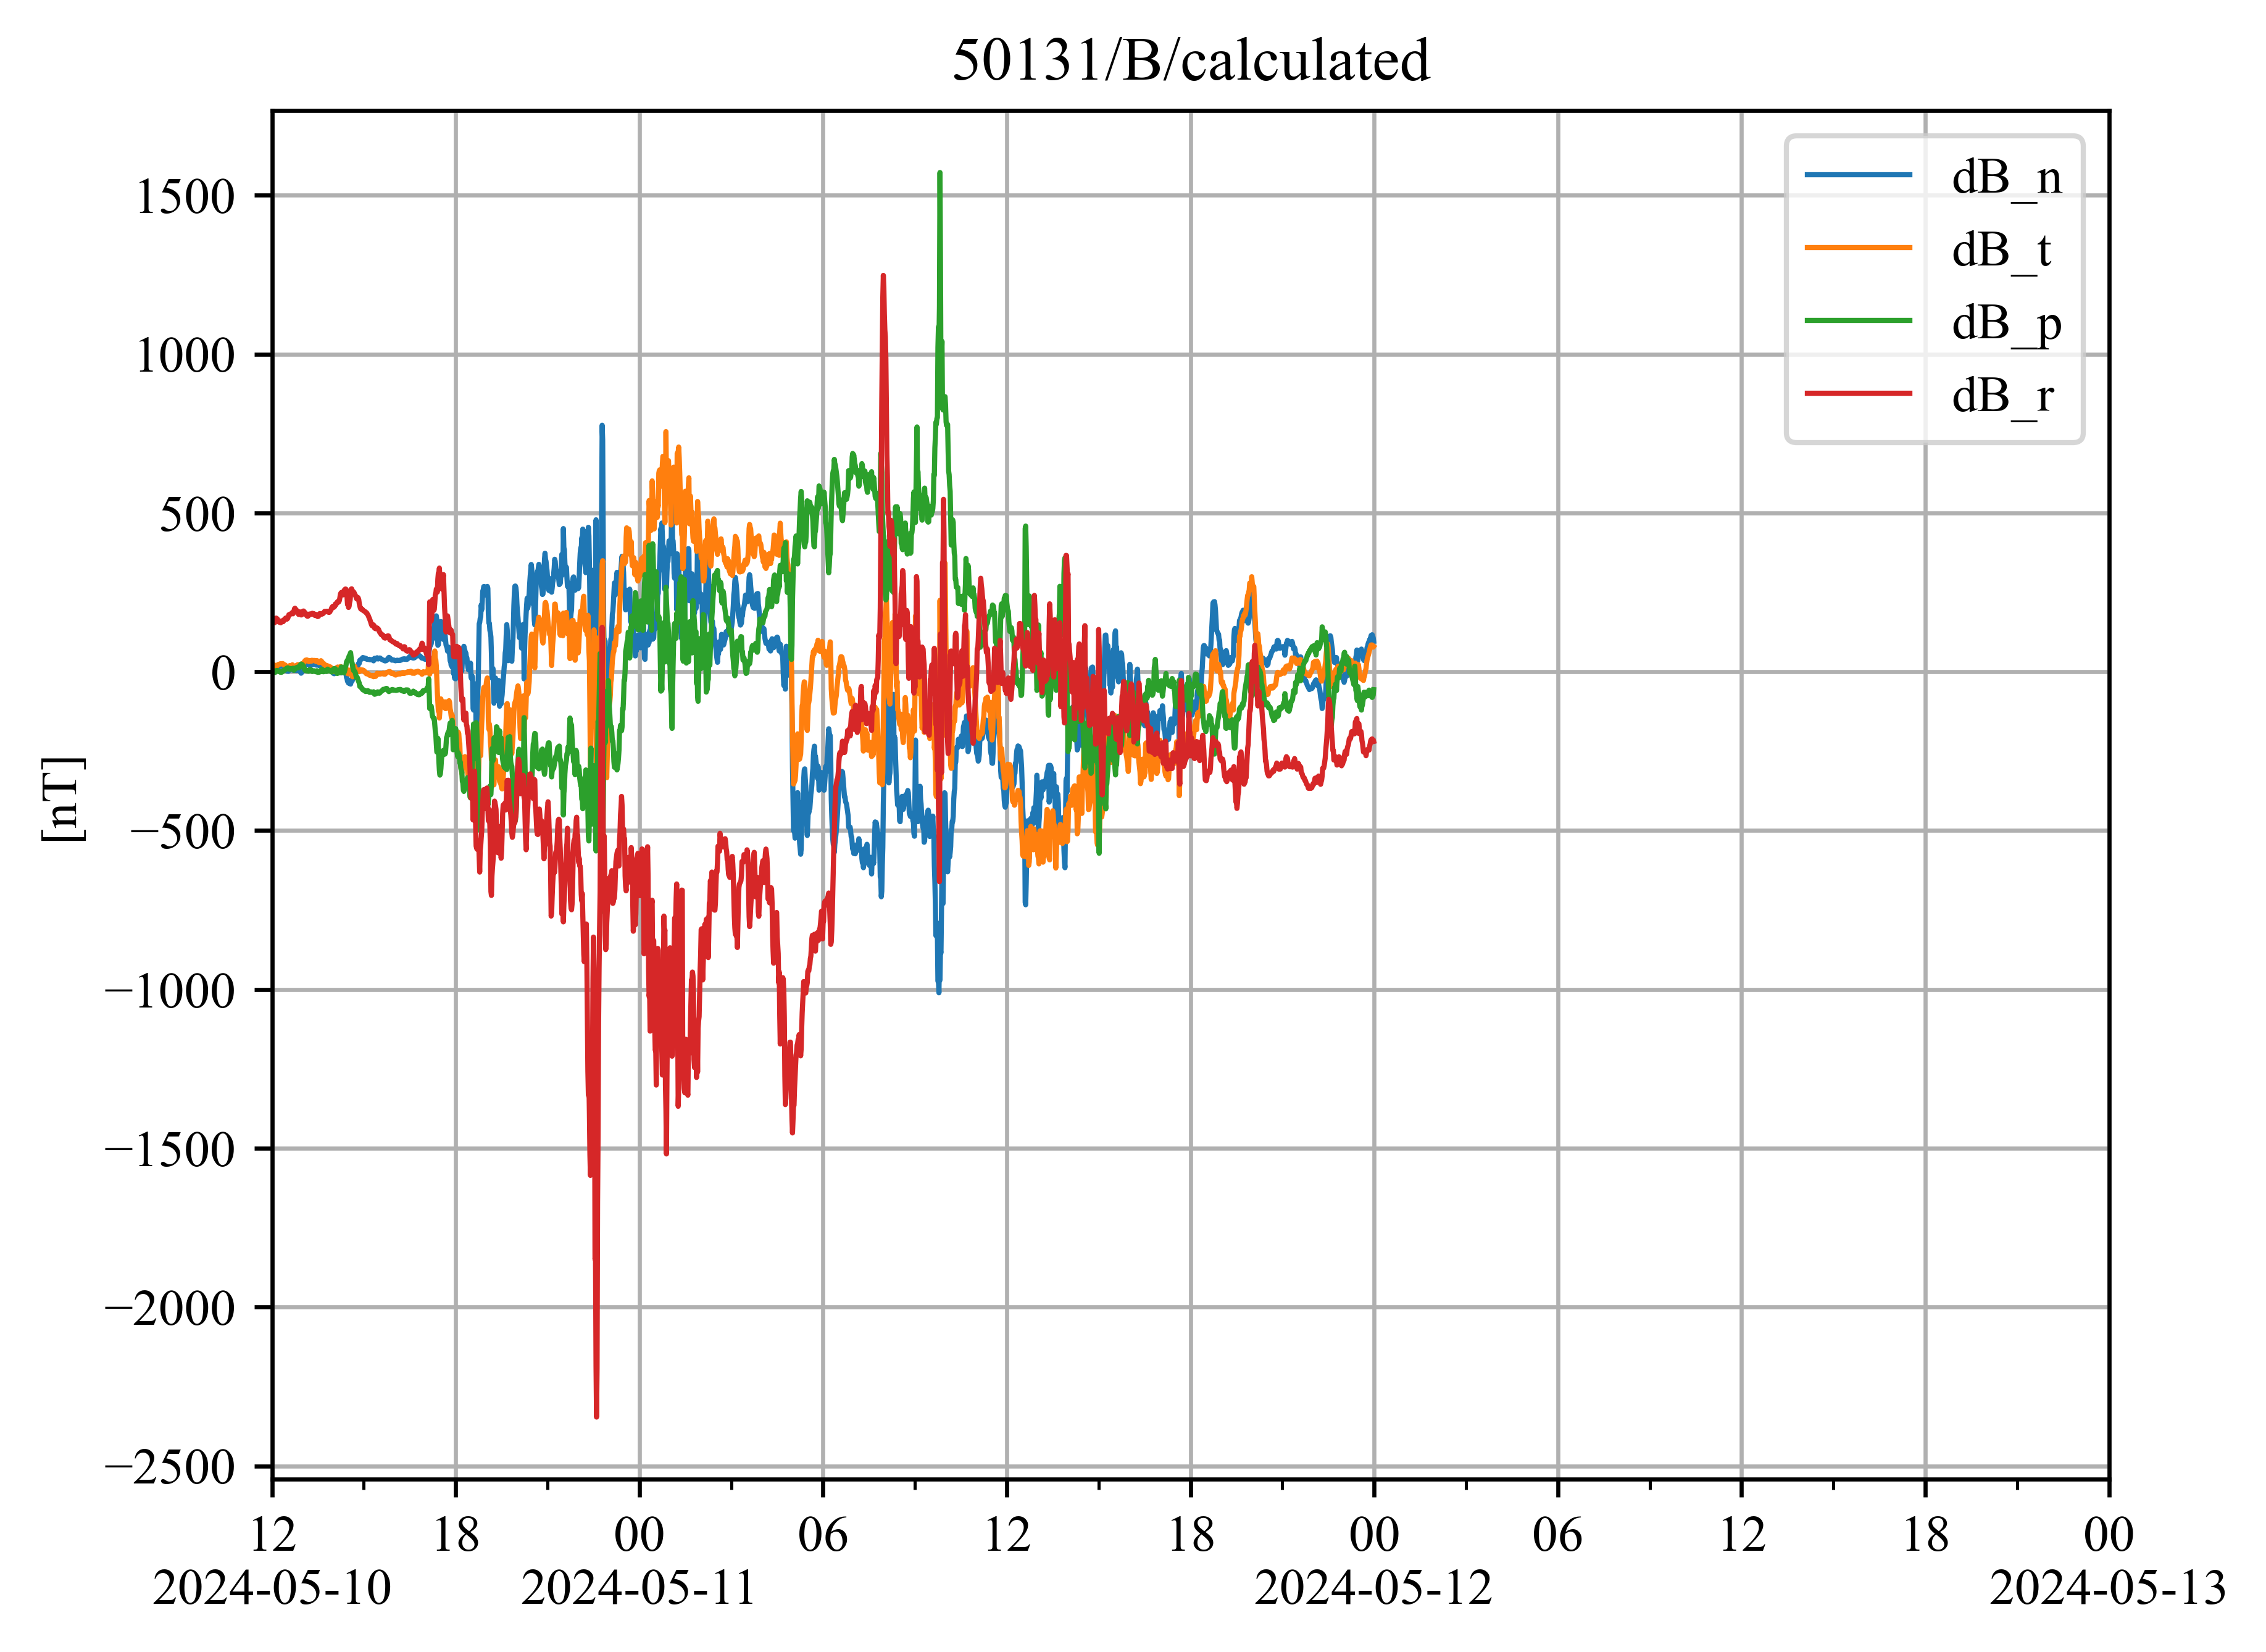 50131/B/calculated
dB_n
dB_t
dB_p
dB_r
[nT]
1500
1000
500
0
−500
−1000
−1500
−2000
−2500
12 18 00 06 12 18 00 06 12 18 00
2024-05-10 2024-05-11 2024-05-12 2024-05-13